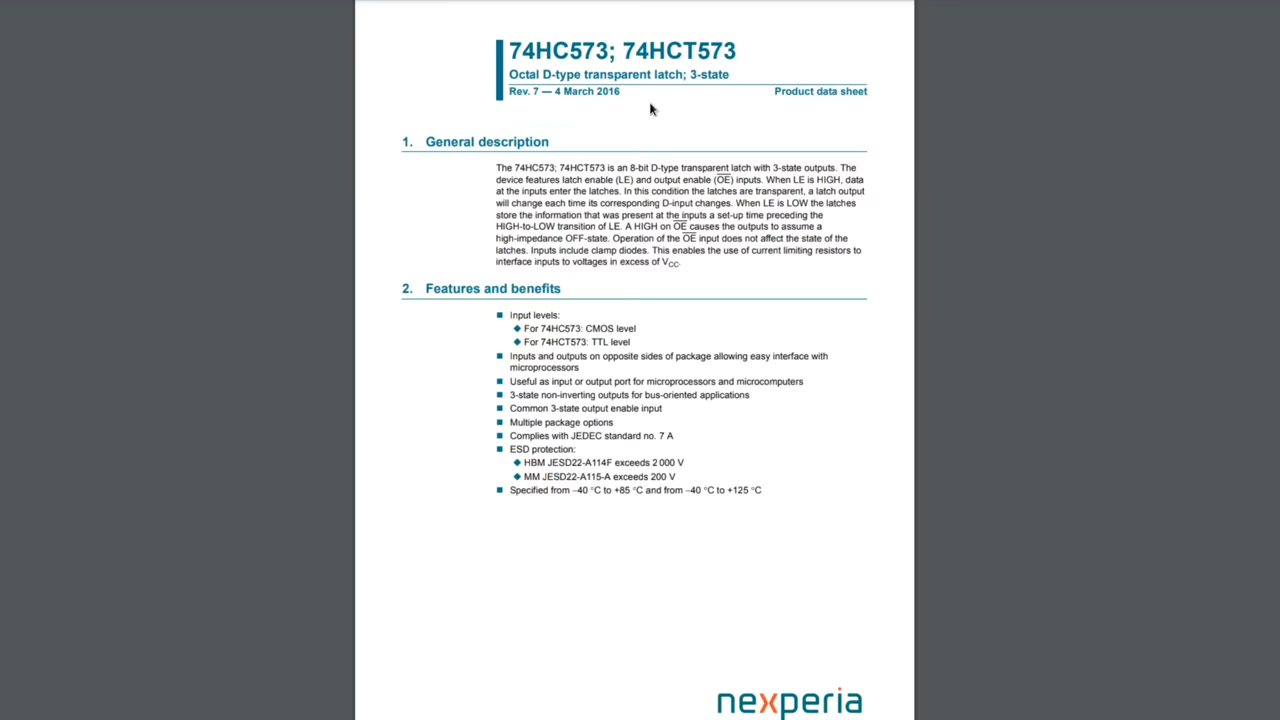 74HC573; 74HCT573
Octal D-type transparent latch; 3-state
Rev. 7 — 4 March 2016 Product data sheet
1. General description
The 74HC573; 74HCT573 is an 8-bit D-type transparent latch with 3-state outputs. The
device features latch enable (LE) and output enable (O̅E̅) inputs. When LE is HIGH, data
at the inputs enter the latches. In this condition the latches are transparent, a latch output
will change each time its corresponding D-input changes. When LE is LOW the latches
store the information that was present at the inputs a set-up time preceding the
HIGH-to-LOW transition of LE. A HIGH on O̅E̅ causes the outputs to assume a
high-impedance OFF-state. Operation of the O̅E̅ input does not affect the state of the
latches. Inputs include clamp diodes. This enables the use of current limiting resistors to
interface inputs to voltages in excess of VCC.
2. Features and benefits
■ Input levels:
◆ For 74HC573: CMOS level
◆ For 74HCT573: TTL level
■ Inputs and outputs on opposite sides of package allowing easy interface with
microprocessors
■ Useful as input or output port for microprocessors and microcomputers
■ 3-state non-inverting outputs for bus-oriented applications
■ Common 3-state output enable input
■ Multiple package options
■ Complies with JEDEC standard no. 7 A
■ ESD protection:
◆ HBM JESD22-A114F exceeds 2 000 V
◆ MM JESD22-A115-A exceeds 200 V
■ Specified from −40 °C to +85 °C and from −40 °C to +125 °C
nexperia